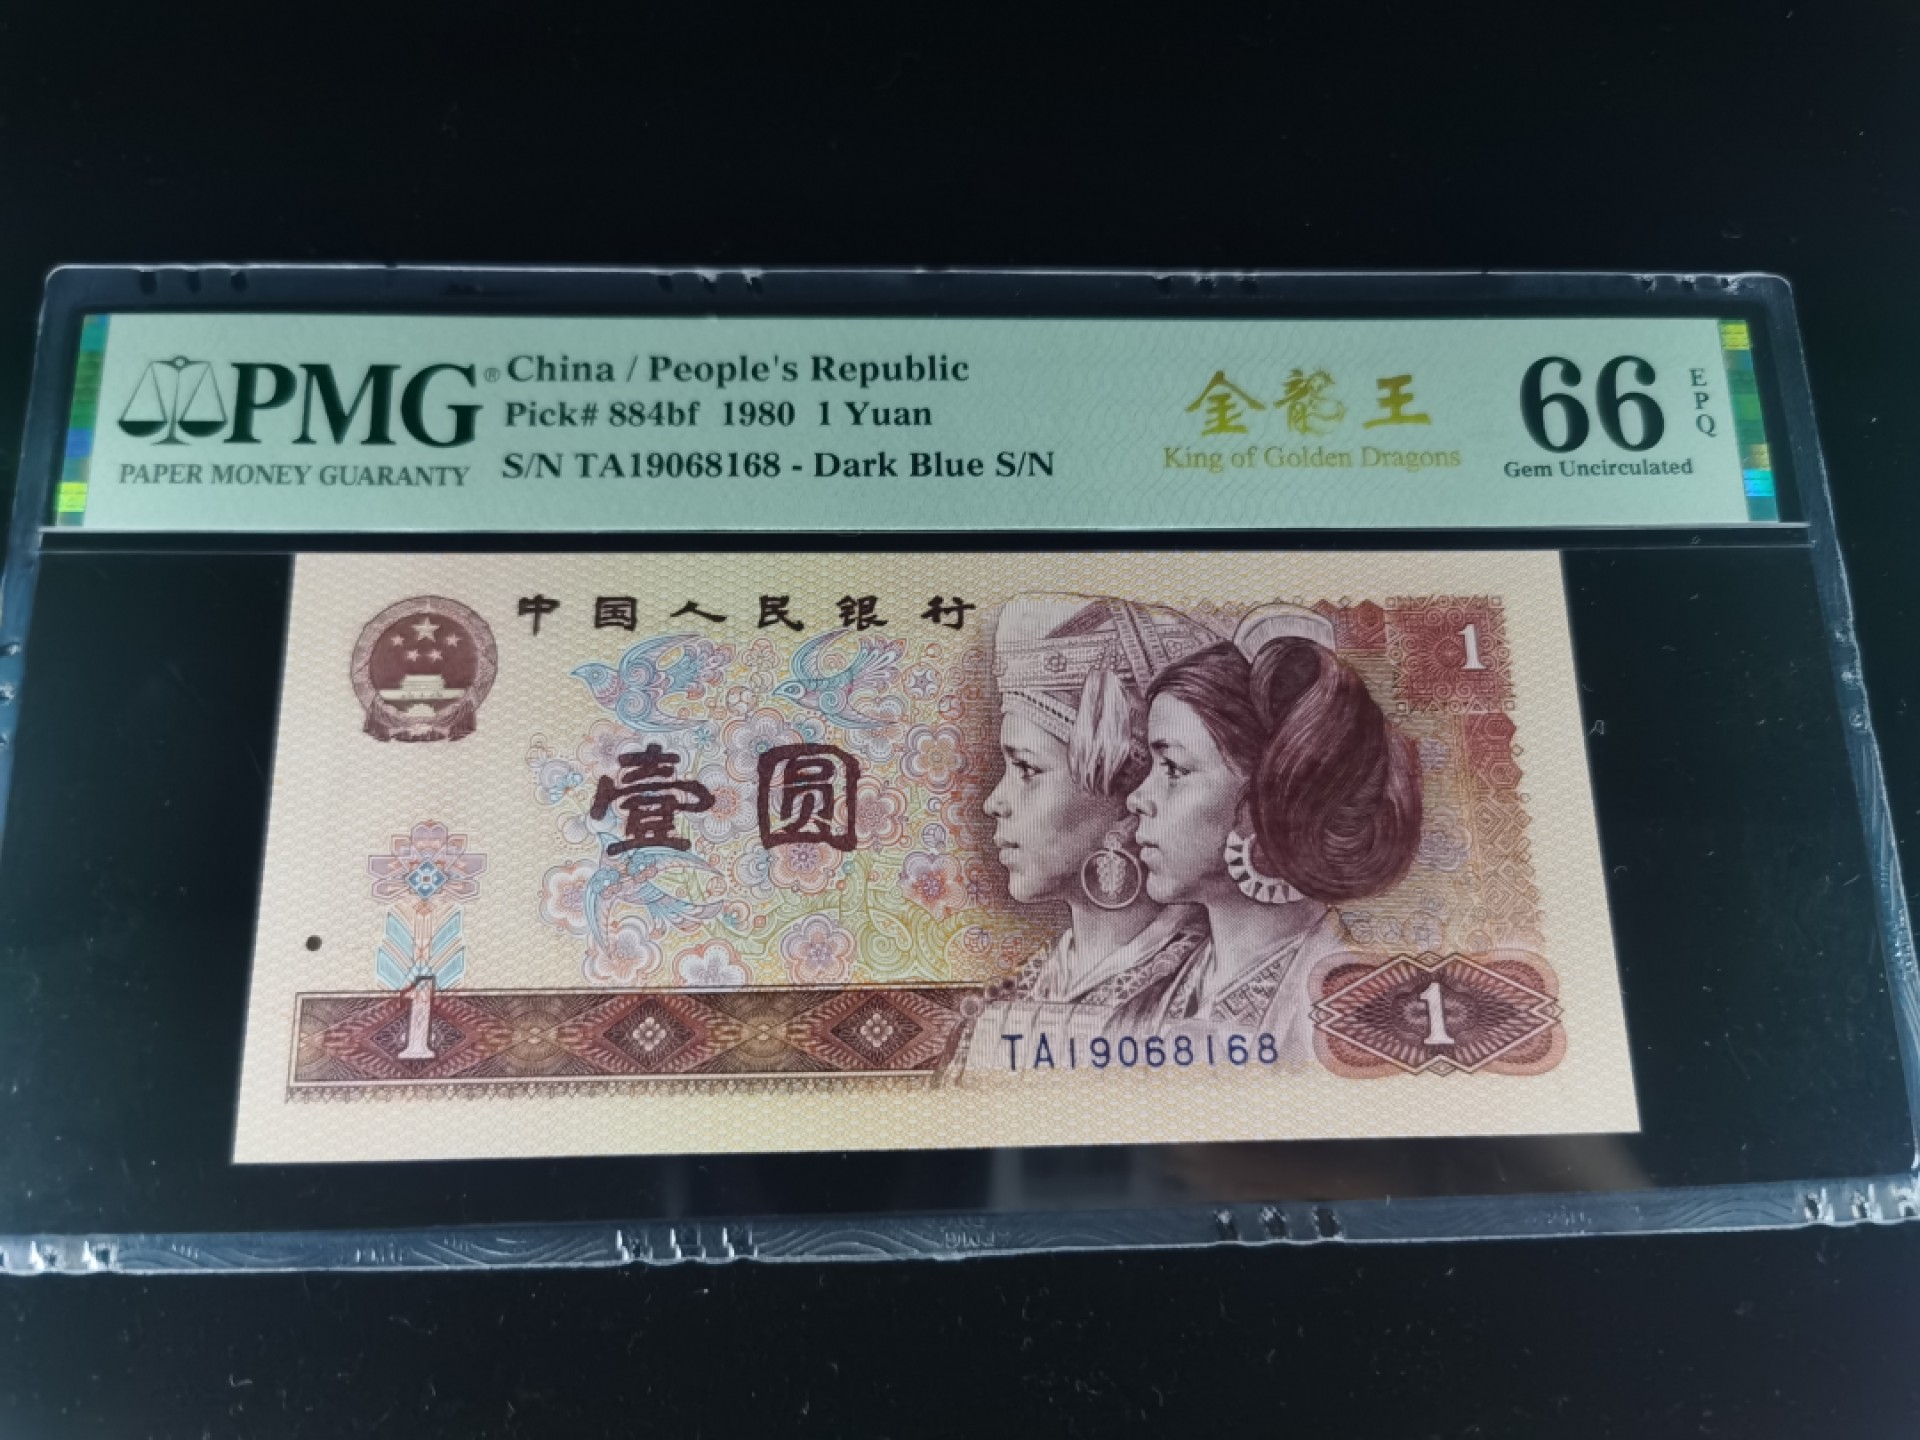 PMG®
PAPER MONEY GUARANTY
China / People's Republic
Pick# 884bf 1980 1 Yuan
S/N TA19068168 - Dark Blue S/N
金龍王
King of Golden Dragons
66
EPQ
Gem Uncirculated
中国人民银行
1
壹圆
1
TA19068168
1